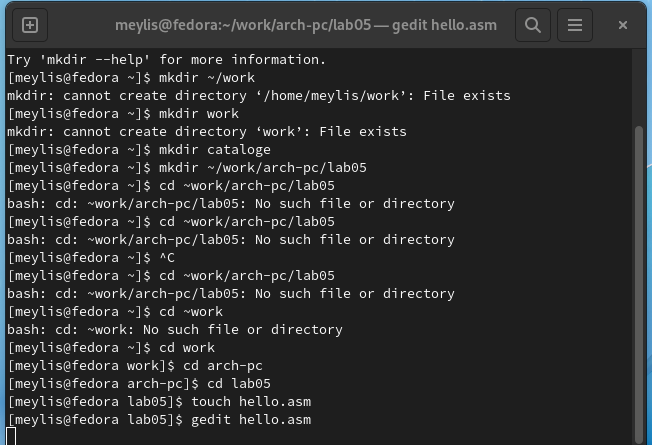 meylis@fedora:~/work/arch-pc/lab05 — gedit hello.asm
Try 'mkdir --help' for more information.
[meylis@fedora ~]$ mkdir ~/work
mkdir: cannot create directory ‘/home/meylis/work’: File exists
[meylis@fedora ~]$ mkdir work
mkdir: cannot create directory ‘work’: File exists
[meylis@fedora ~]$ mkdir cataloge
[meylis@fedora ~]$ mkdir ~/work/arch-pc/lab05
[meylis@fedora ~]$ cd ~work/arch-pc/lab05
bash: cd: ~work/arch-pc/lab05: No such file or directory
[meylis@fedora ~]$ cd ~work/arch-pc/lab05
bash: cd: ~work/arch-pc/lab05: No such file or directory
[meylis@fedora ~]$ ^C
[meylis@fedora ~]$ cd ~work/arch-pc/lab05
bash: cd: ~work/arch-pc/lab05: No such file or directory
[meylis@fedora ~]$ cd ~work
bash: cd: ~work: No such file or directory
[meylis@fedora ~]$ cd work
[meylis@fedora work]$ cd arch-pc
[meylis@fedora arch-pc]$ cd lab05
[meylis@fedora lab05]$ touch hello.asm
[meylis@fedora lab05]$ gedit hello.asm